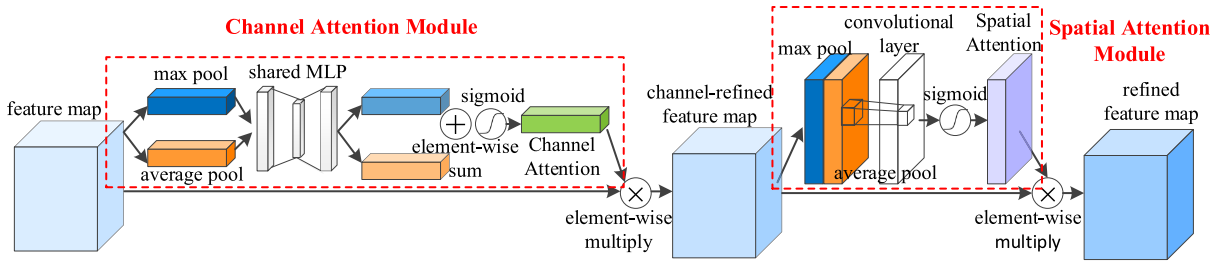 Channel Attention Module
max pool
shared MLP
sigmoid
feature map
element-wise
sum
average pool
Channel
Attention
element-wise
multiply
channel-refined
feature map
convolutional
layer
max pool
Spatial
Attention
sigmoid
average pool
Spatial Attention
Module
refined
feature map
element-wise
multiply